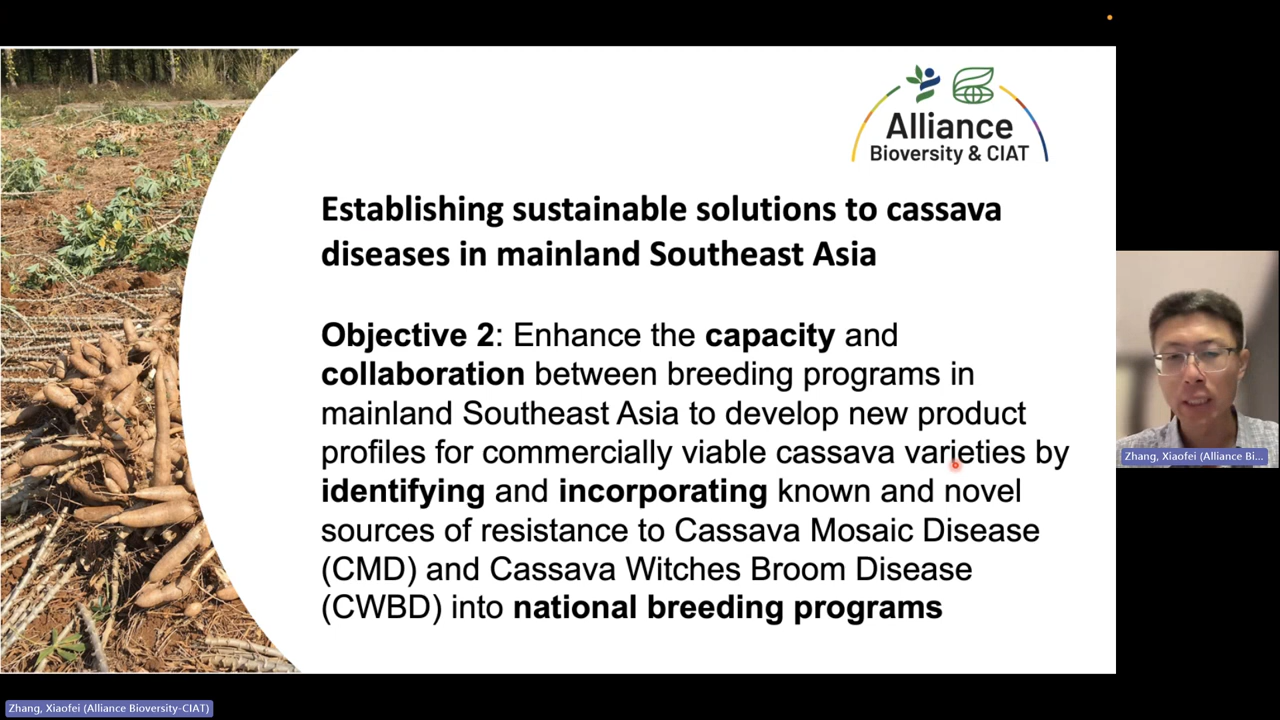 Alliance
Bioversity & CIAT
Establishing sustainable solutions to cassava
diseases in mainland Southeast Asia
Objective 2: Enhance the capacity and
collaboration between breeding programs in
mainland Southeast Asia to develop new product
profiles for commercially viable cassava varieties by
identifying and incorporating known and novel
sources of resistance to Cassava Mosaic Disease
(CMD) and Cassava Witches Broom Disease
(CWBD) into national breeding programs
Zhang, Xiaofei (Alliance Bi...
Zhang, Xiaofei (Alliance Bioversity-CIAT)